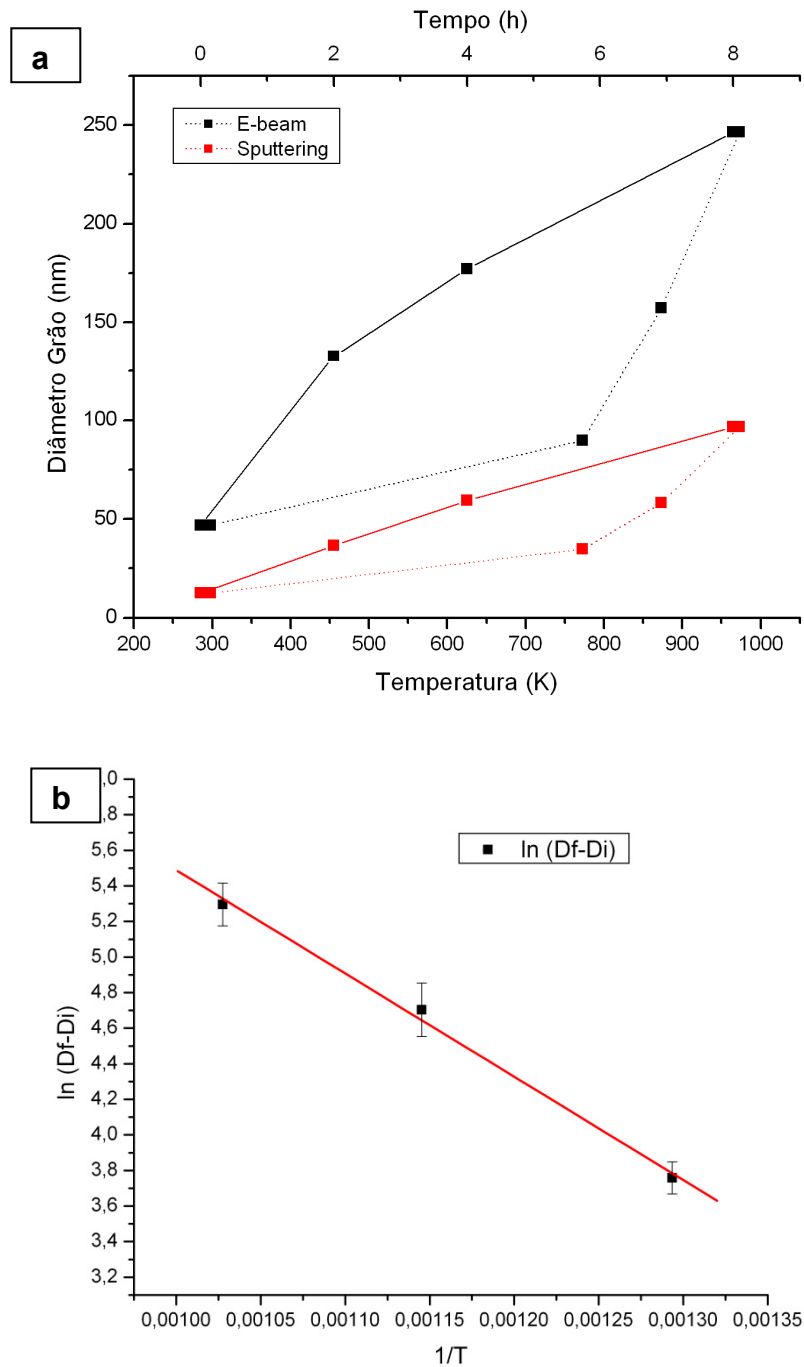 a
Tempo (h)
0 2 4 6 8
E-beam
Sputtering
250
200
150
100
50
0
Diâmetro Grão (nm)
200 300 400 500 600 700 800 900 1000
Temperatura (K)
b
,0
,8
5,6
5,4
5,2
5,0
4,8
4,6
4,4
4,2
4,0
3,8
3,6
3,4
3,2
ln (Df-Di)
ln (Df-Di)
0,00100 0,00105 0,00110 0,00115 0,00120 0,00125 0,00130 0,00135
1/T